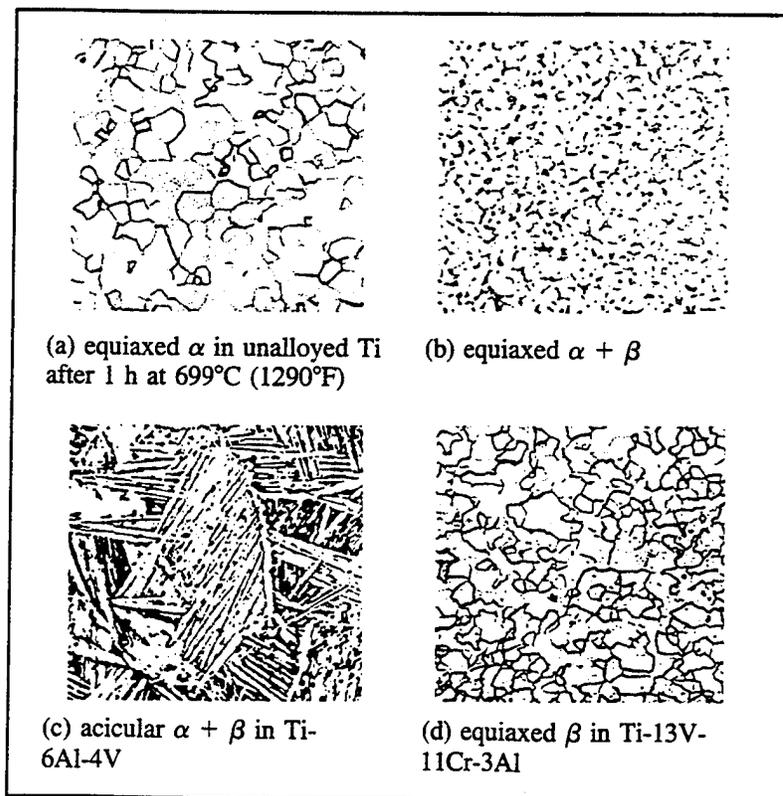 (a) equiaxed α in unalloyed Ti
after 1 h at 699°C (1290°F)
(b) equiaxed α + β
(c) acicular α + β in Ti-
6Al-4V
(d) equiaxed β in Ti-13V-
11Cr-3Al